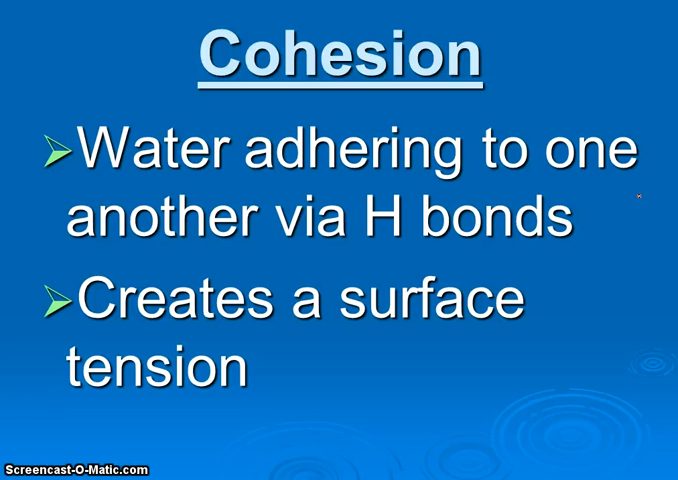 Cohesion
Water adhering to one
another via H bonds
Creates a surface
tension
Screencast-O-Matic.com